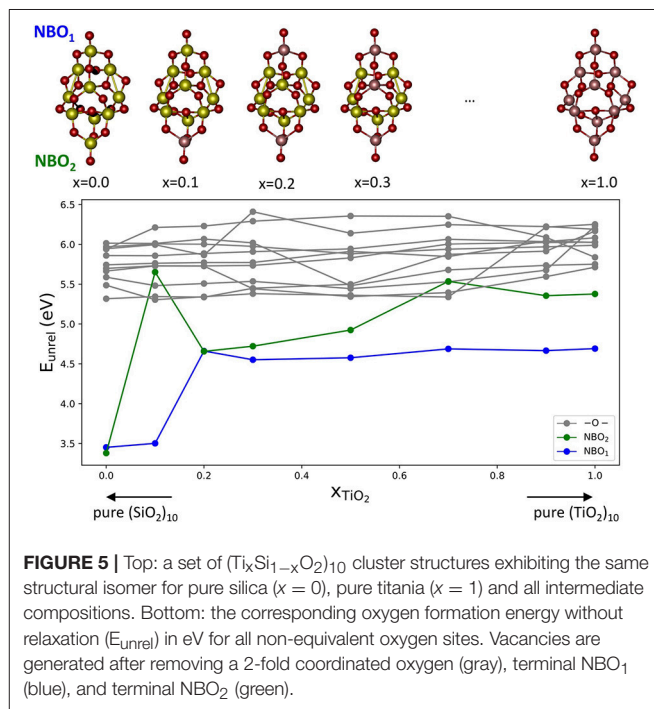 NBO₁
NBO₂
x=0.0 x=0.1 x=0.2 x=0.3 ... x=1.0
6.5
6.0
5.5
5.0
4.5
4.0
3.5
E_unrel (eV)
−O−
NBO₂
NBO₁
0.0 0.2 0.4 0.6 0.8 1.0
x_TiO₂
pure (SiO₂)₁₀ pure (TiO₂)₁₀
FIGURE 5 | Top: a set of (TiₓSi₁₋ₓO₂)₁₀ cluster structures exhibiting the same
structural isomer for pure silica (x = 0), pure titania (x = 1) and all intermediate
compositions. Bottom: the corresponding oxygen formation energy without
relaxation (E_unrel) in eV for all non-equivalent oxygen sites. Vacancies are
generated after removing a 2-fold coordinated oxygen (gray), terminal NBO₁
(blue), and terminal NBO₂ (green).